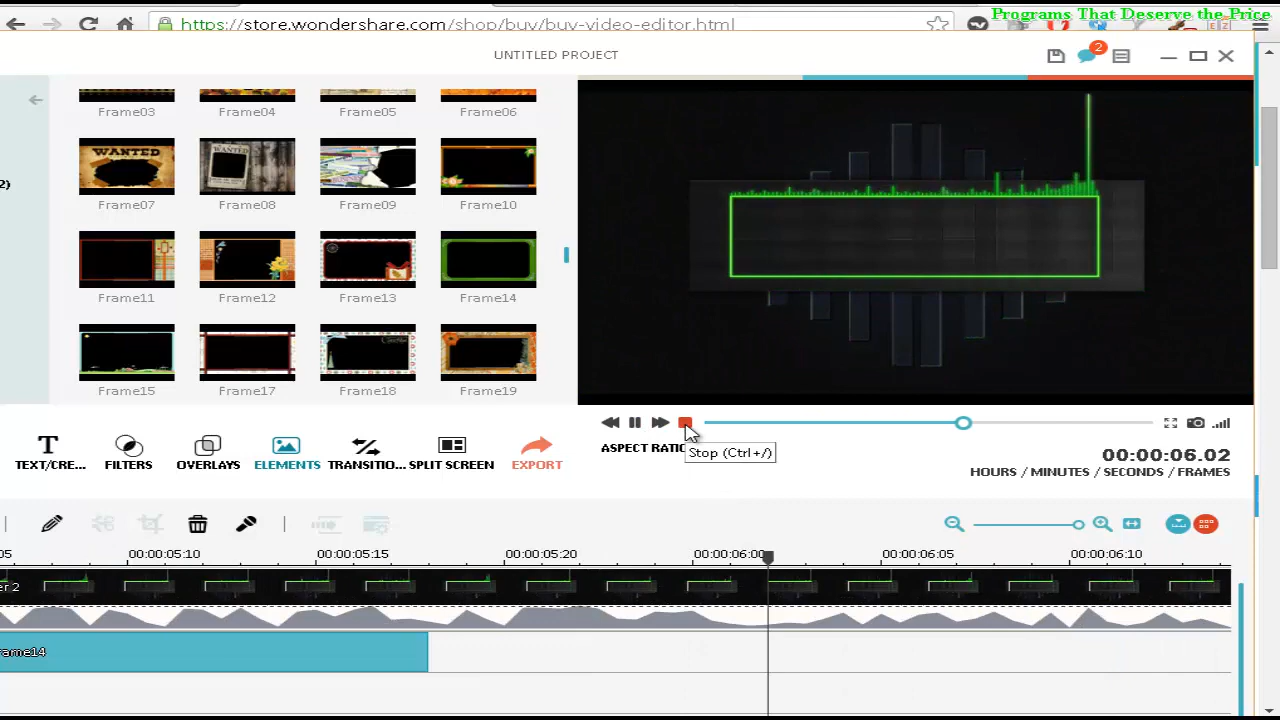 Programs That Deserve the Price
https://store.wondershare.com/shop/buy/buy-video-editor.html
UNTITLED PROJECT
2
Frame03 Frame04 Frame05 Frame06
WANTED WANTED
2)
Frame07 Frame08 Frame09 Frame10
Frame11 Frame12 Frame13 Frame14
Frame15 Frame17 Frame18 Frame19
TEXT/CRE... FILTERS OVERLAYS ELEMENTS TRANSITIO... SPLIT SCREEN EXPORT
ASPECT RATIO
Stop (Ctrl+/)
00:00:06.02
HOURS / MINUTES / SECONDS / FRAMES
05 00:00:05:10 00:00:05:15 00:00:05:20 00:00:06:00 00:00:06:05 00:00:06:10
er 2
rame14